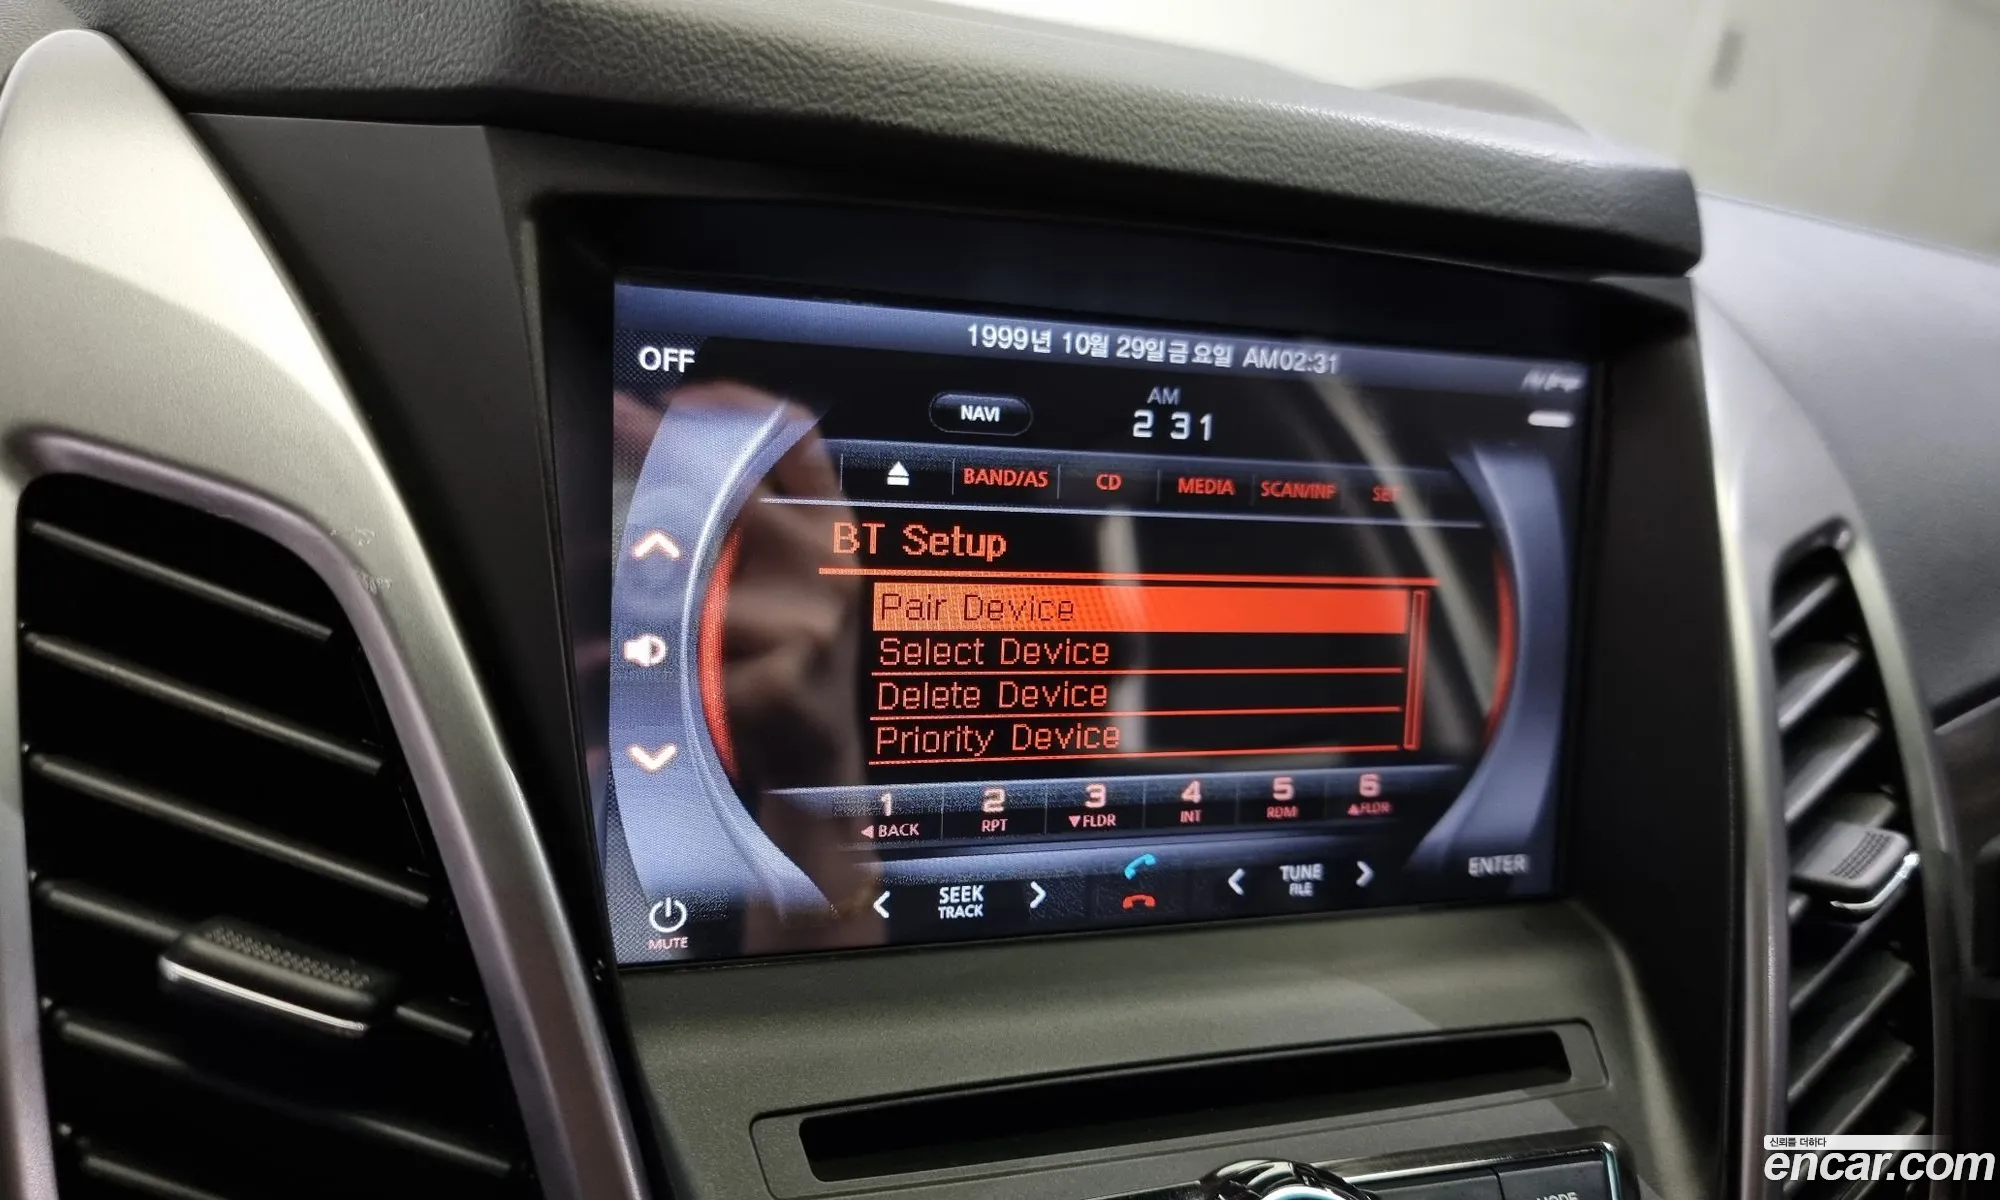 1999년 10월 29일금요일 AM02:31
OFF
NAVI
AM
2 31
BAND/AS CD MEDIA SCAN/INF SET
BT Setup
Pair Device
Select Device
Delete Device
Priority Device
1 2 3 4 5 6
◀BACK RPT ▼FLDR INT RDM ▲FLDR
SEEK
TRACK
TUNE
FILE
ENTER
MUTE
MODE
신뢰를 더하다
encar.com